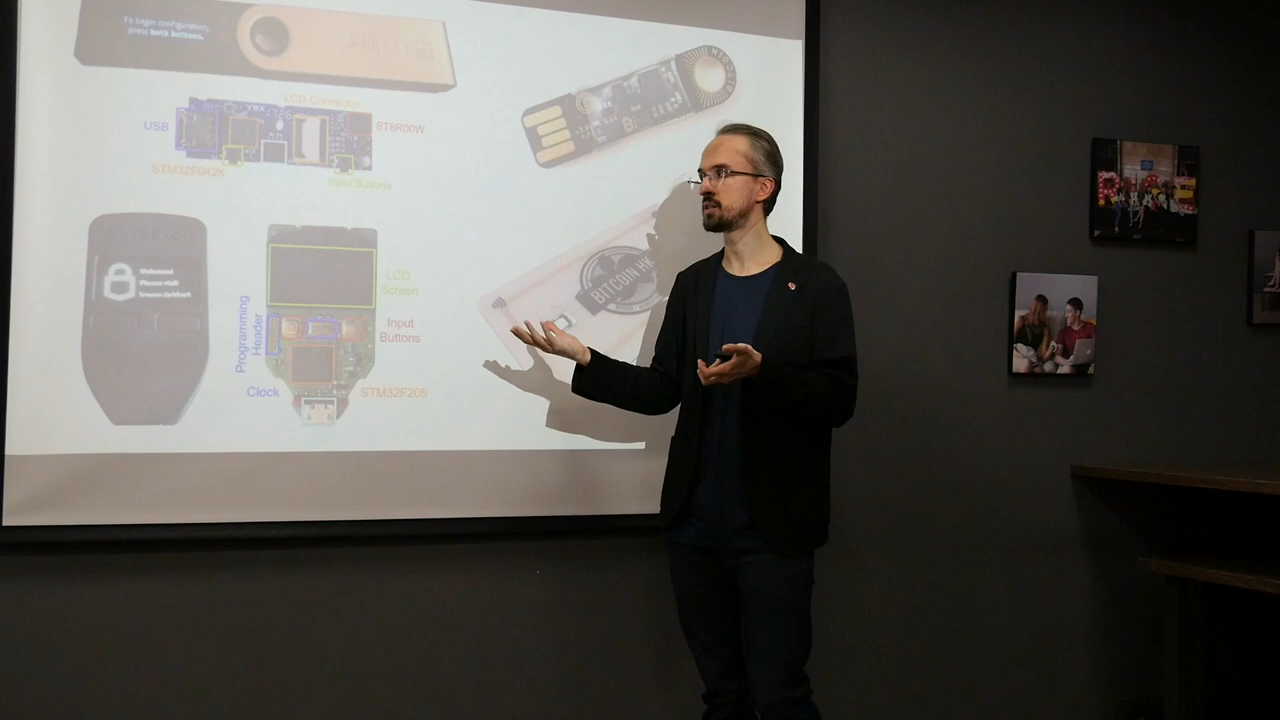 To begin configuration,
press both buttons.
LCD Connector
USB
ST8R00W
STM32F042K
Input Buttons
BITCOIN HK
LCD
Screen
Programming
Header
Input
Buttons
Clock
STM32F205